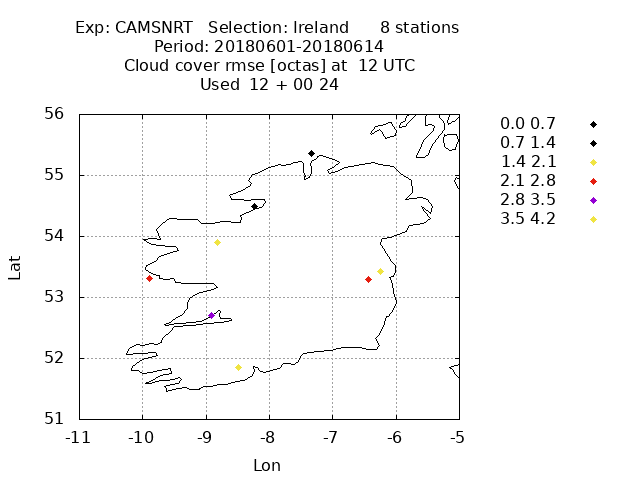 Exp: CAMSNRT   Selection: Ireland      8 stations
Period: 20180601-20180614
Cloud cover rmse [octas] at  12 UTC
Used  12 + 00 24
0.0 0.7
0.7 1.4
1.4 2.1
2.1 2.8
2.8 3.5
3.5 4.2
56
55
54
53
52
51
Lat
-11 -10 -9 -8 -7 -6 -5
Lon